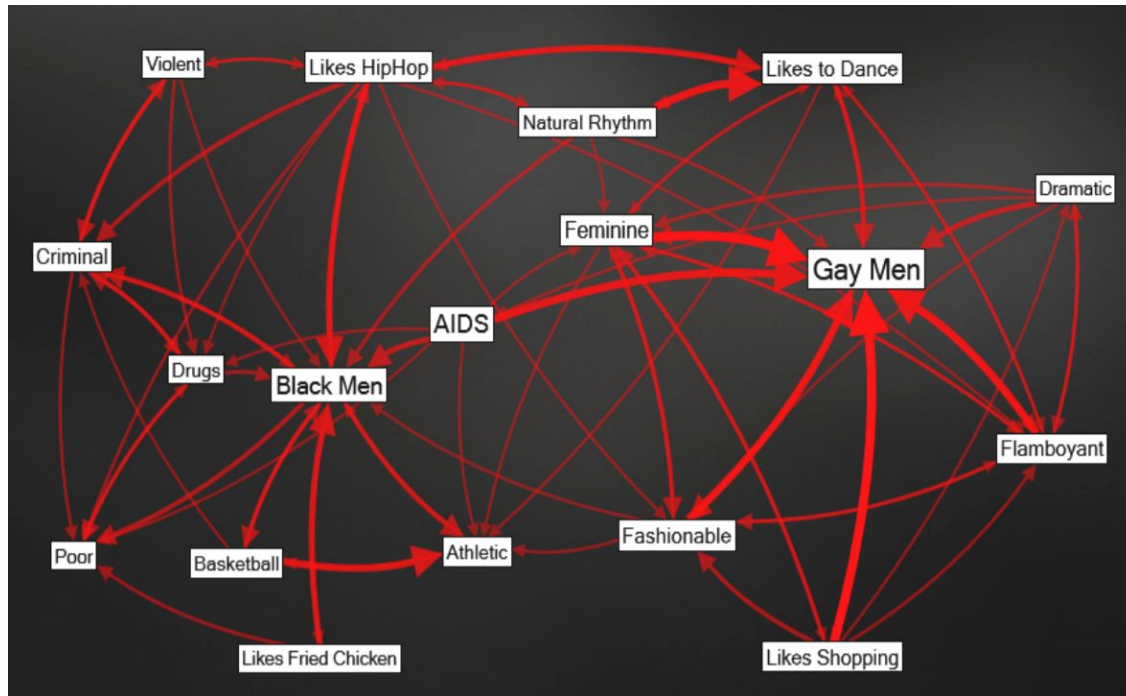 Violent
Likes HipHop
Likes to Dance
Natural Rhythm
Dramatic
Feminine
Criminal
Gay Men
AIDS
Drugs
Black Men
Flamboyant
Fashionable
Poor
Basketball
Athletic
Likes Fried Chicken
Likes Shopping